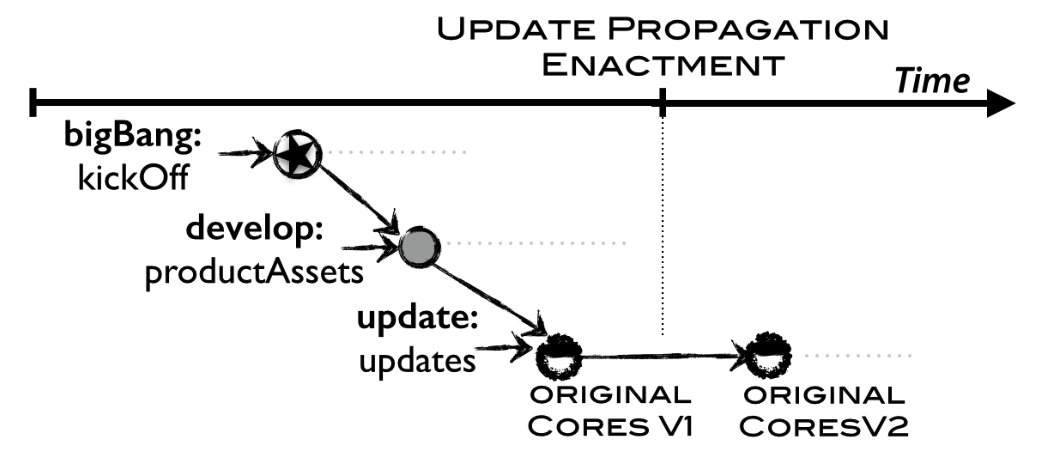 UPDATE PROPAGATION
ENACTMENT
Time
bigBang:
kickOff
develop:
productAssets
update:
updates
ORIGINAL
CORES V1
ORIGINAL
CORESV2